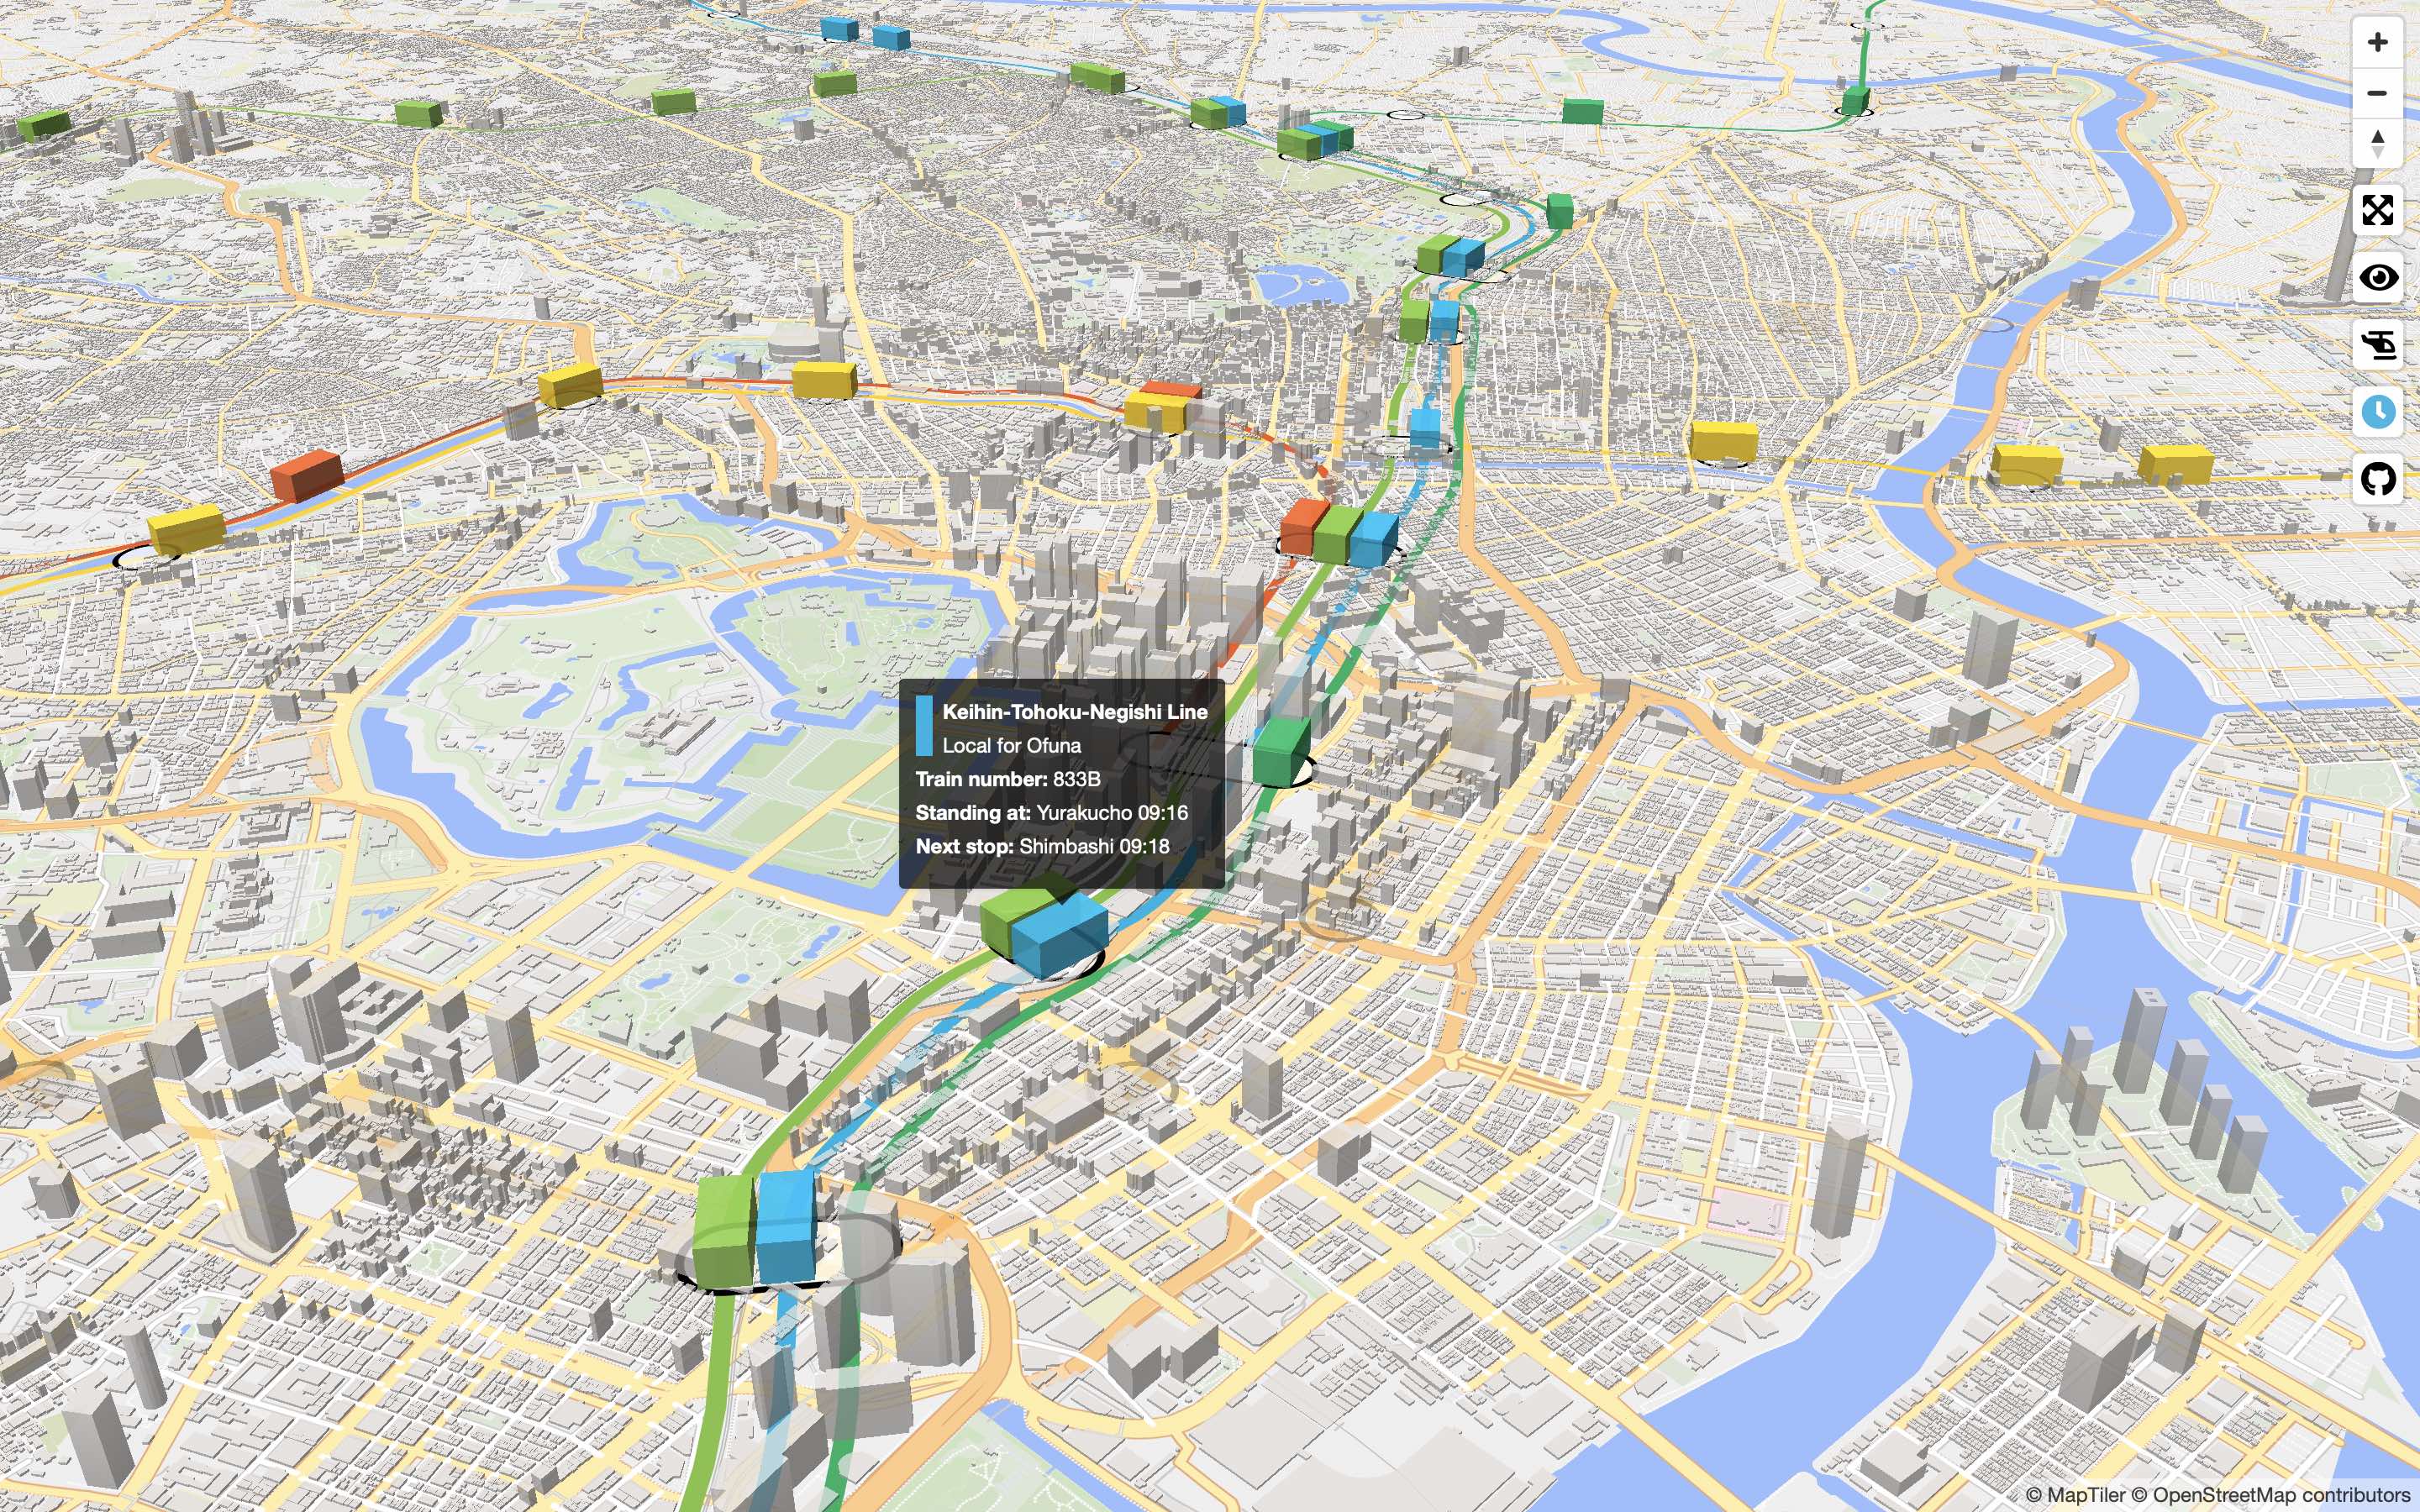 Keihin-Tohoku-Negishi Line
Local for Ofuna
Train number: 833B
Standing at: Yurakucho 09:16
Next stop: Shimbashi 09:18
© MapTiler © OpenStreetMap contributors